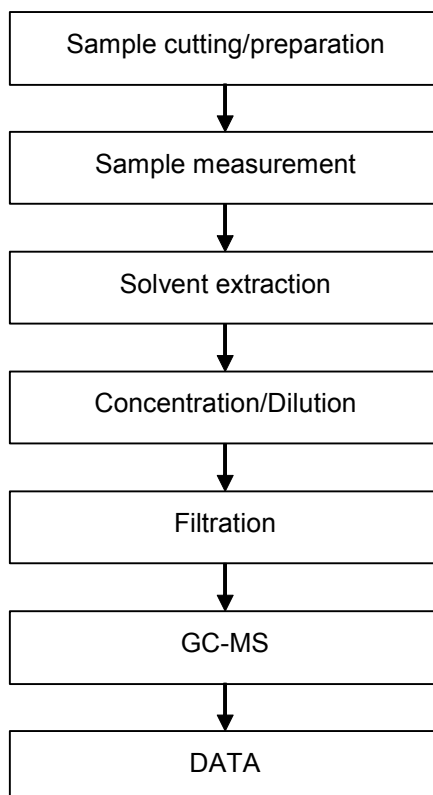 Sample cutting/preparation
Sample measurement
Solvent extraction
Concentration/Dilution
Filtration
GC-MS
DATA